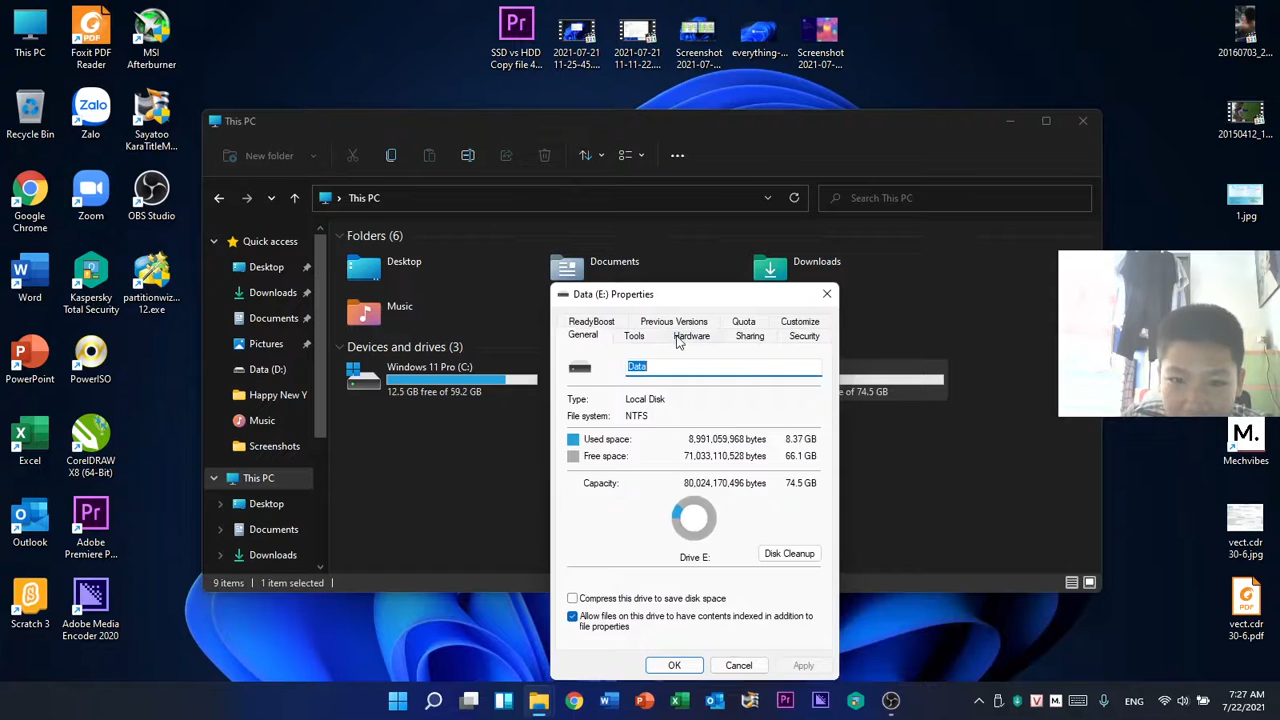 This PC
Foxit PDF
Reader
MSI
Afterburner
SSD vs HDD
Copy file 4...
2021-07-21
11-25-45....
2021-07-21
11-11-22....
Screenshot
2021-07-...
everything-...
Screenshot
2021-07-...
20160703_2...
Recycle Bin
Zalo
Zalo
Sayatoo
KaraTitleM...
20150412_1...
Google
Chrome
Zoom
OBS Studio
1.jpg
Word
Kaspersky
Total Security
partitionwiz...
12.exe
PowerPoint
PowerISO
Excel
CorelDRAW
X8 (64-Bit)
M.
Mechvibes
Outlook
Pr
Adobe
Premiere P...
vect.cdr
30-6.jpg
Scratch 3
Adobe Media
Encoder 2020
PDF
vect.cdr
30-6.pdf
This PC
New folder
This PC
Search This PC
Quick access
Desktop
Downloads
Documents
Pictures
Data (D:)
Happy New Y
Music
Screenshots
This PC
Desktop
Documents
Downloads
Folders (6)
Desktop
Documents
Downloads
Music
Devices and drives (3)
Windows 11 Pro (C:)
12.5 GB free of 59.2 GB
e of 74.5 GB
9 items
1 item selected
Data (E:) Properties
ReadyBoost
Previous Versions
Quota
Customize
General
Tools
Hardware
Sharing
Security
Data
Type:
Local Disk
File system:
NTFS
Used space:
8,991,059,968 bytes
8.37 GB
Free space:
71,033,110,528 bytes
66.1 GB
Capacity:
80,024,170,496 bytes
74.5 GB
Drive E:
Disk Cleanup
Compress this drive to save disk space
Allow files on this drive to have contents indexed in addition to
file properties
OK
Cancel
Apply
ENG
7:27 AM
7/22/2021